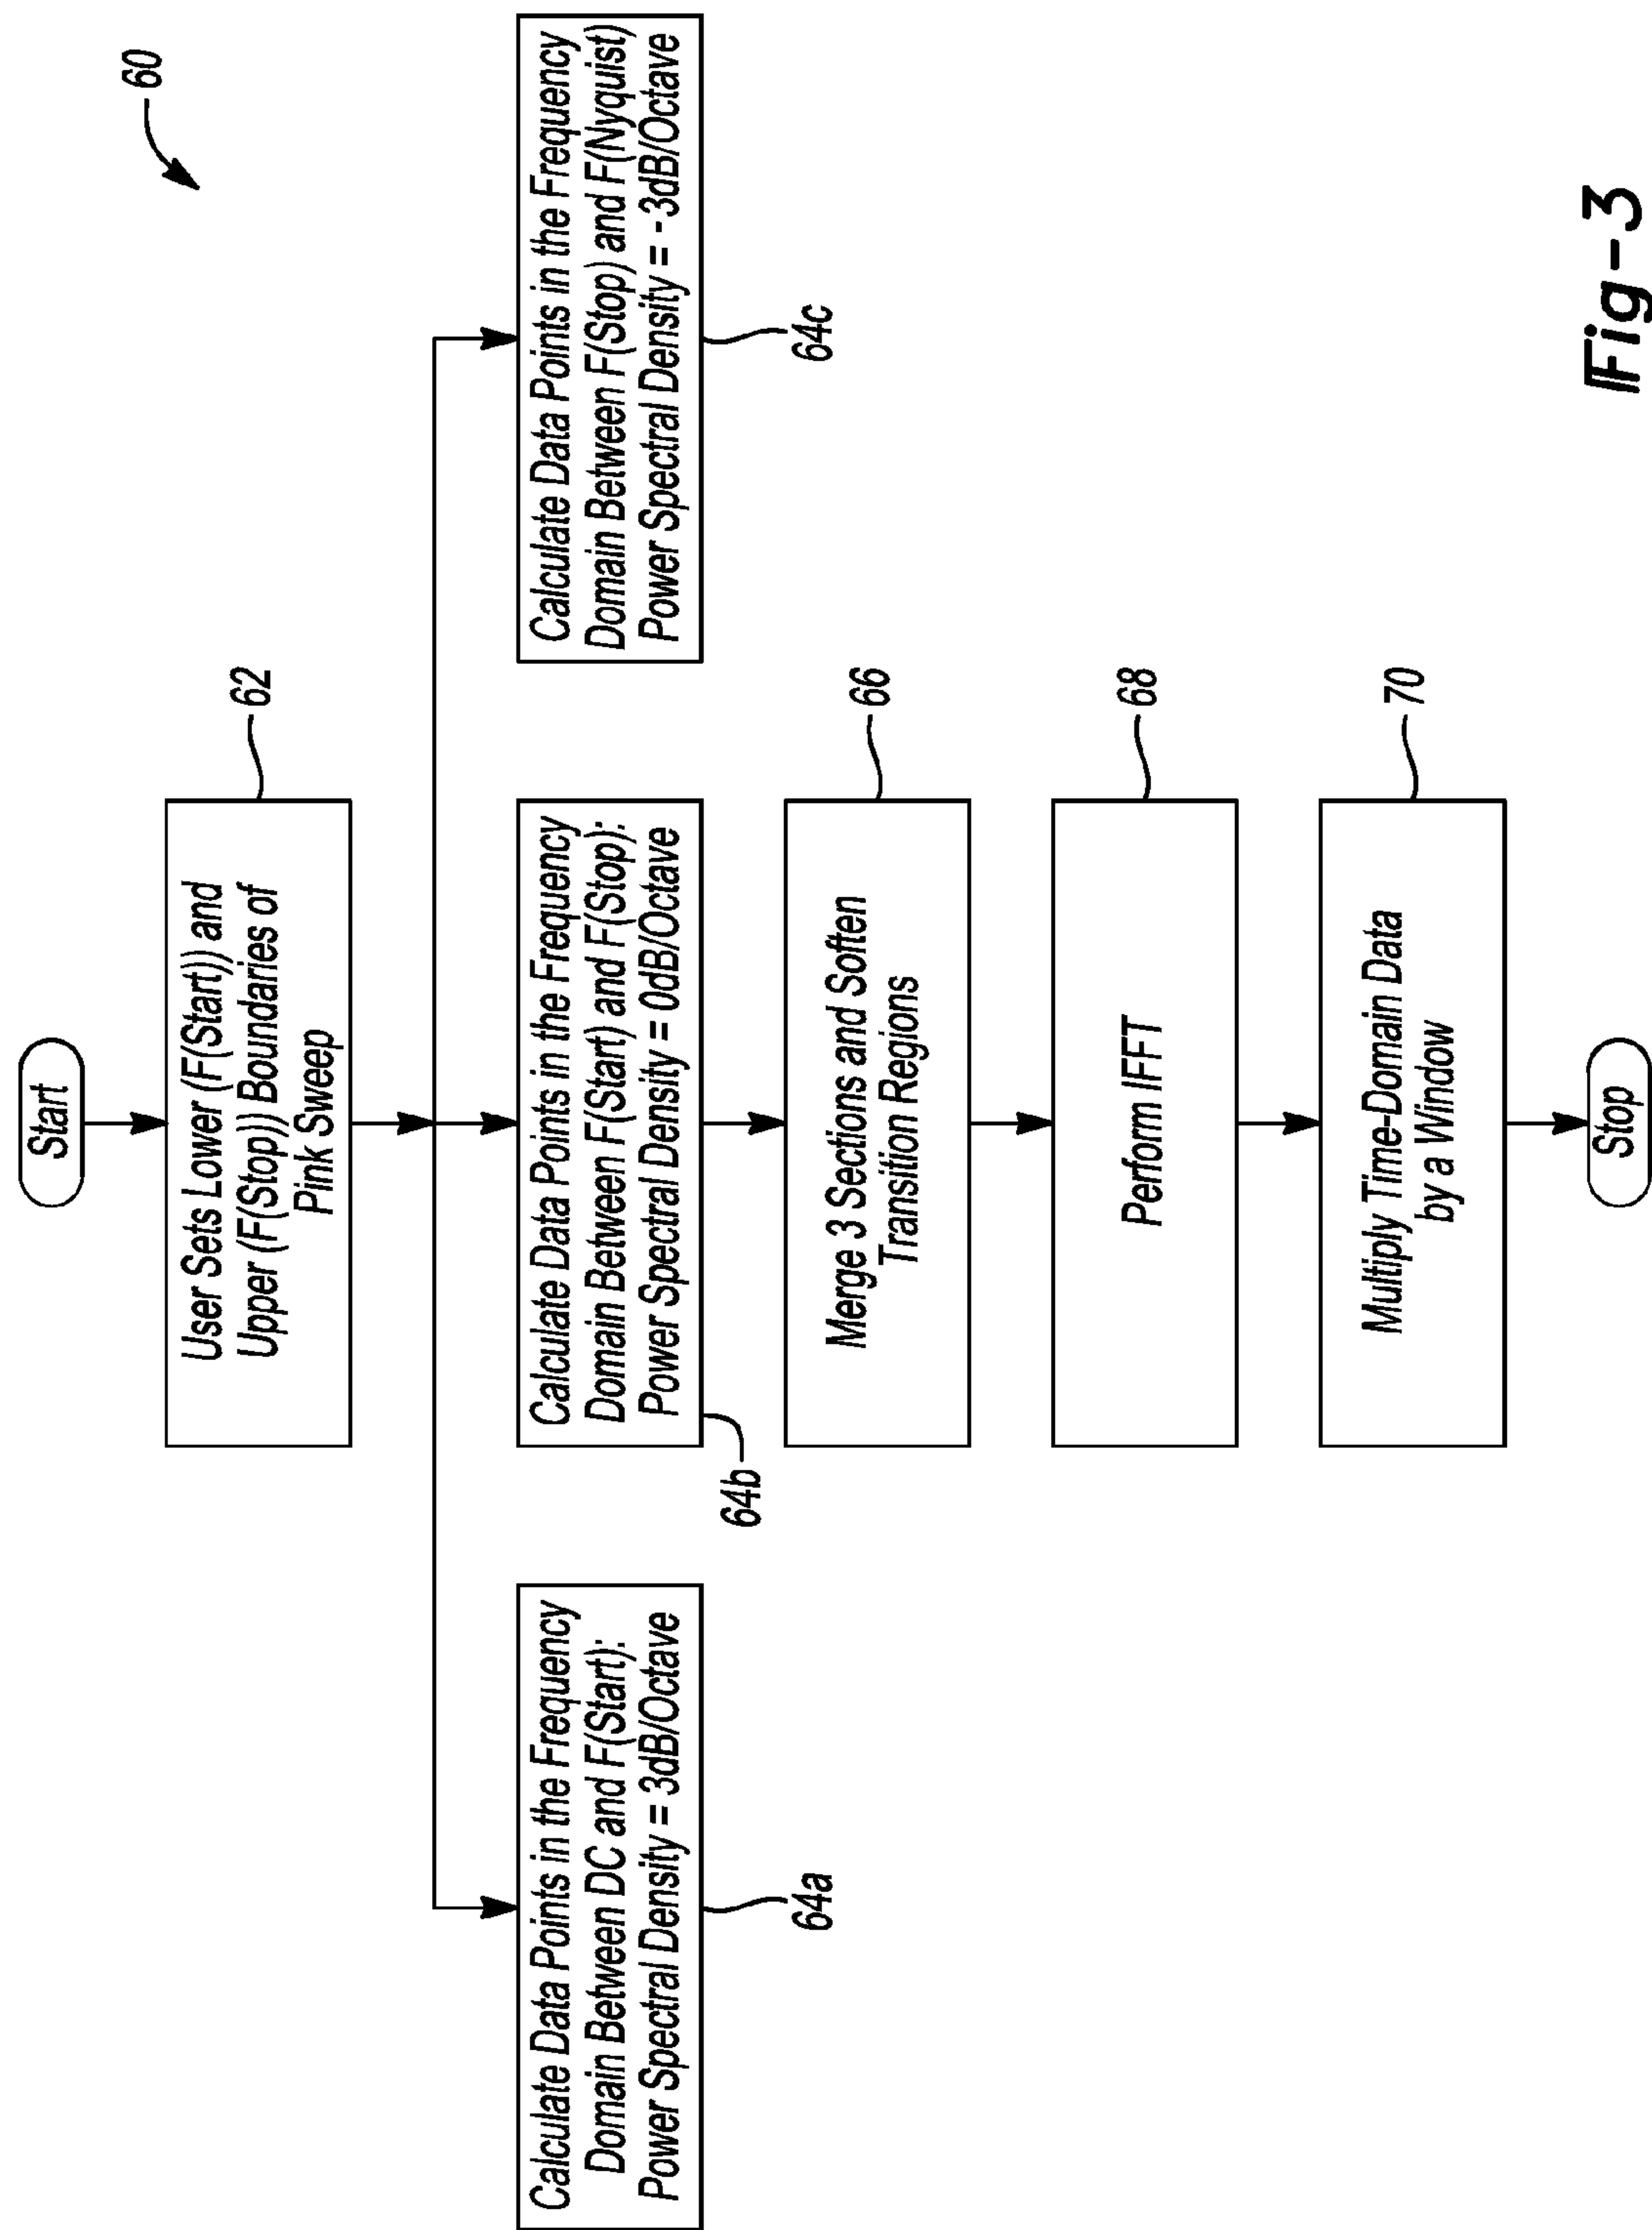 60
Start
User Sets Lower (F(Start)) and
Upper (F(Stop)) Boundaries of
Pink Sweep
62
Calculate Data Points in the Frequency
Domain Between DC and F(Start):
Power Spectral Density = 3dB/Octave
64a
Calculate Data Points in the Frequency
Domain Between F(Start) and F(Stop):
Power Spectral Density = 0dB/Octave
64b
Calculate Data Points in the Frequency
Domain Between F(Stop) and F(Nyquist)
Power Spectral Density = -3dB/Octave
64c
Merge 3 Sections and Soften
Transition Regions
66
Perform IFFT
68
Multiply Time-Domain Data
by a Window
70
Stop
Fig-3